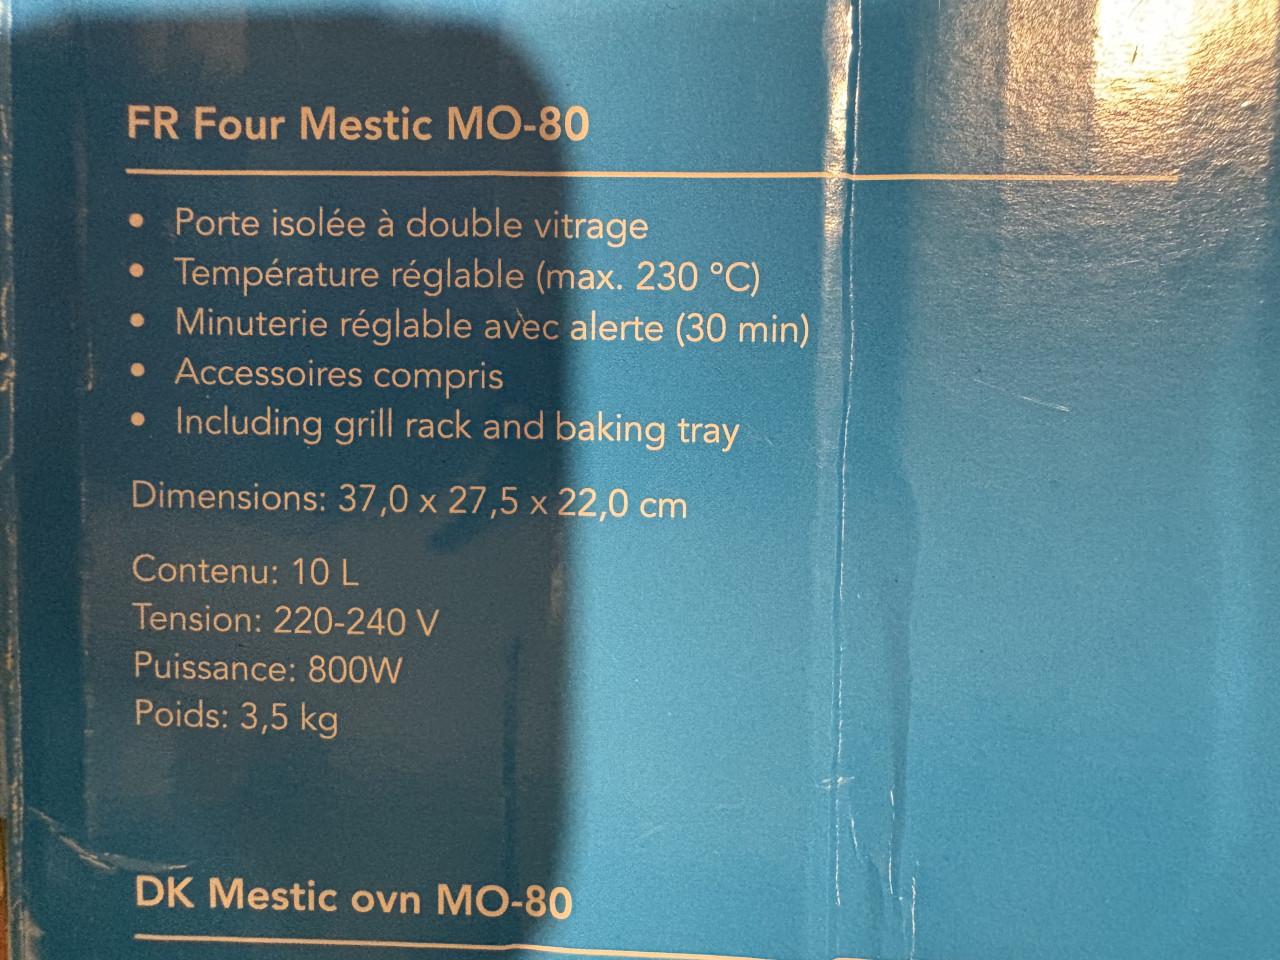 FR Four Mestic MO-80
• Porte isolée à double vitrage
• Température réglable (max. 230 °C)
• Minuterie réglable avec alerte (30 min)
• Accessoires compris
• Including grill rack and baking tray
Dimensions: 37,0 x 27,5 x 22,0 cm
Contenu: 10 L
Tension: 220-240 V
Puissance: 800W
Poids: 3,5 kg
DK Mestic ovn MO-80